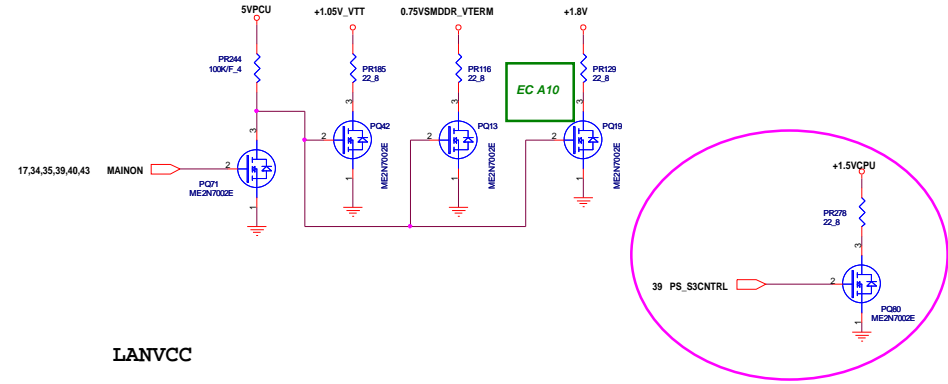 5VPCU
+1.05V_VTT
0.75VSMDDR_VTERM
+1.8V
PR244
100K/F_4
PR185
22_8
PR116
22_8
EC A10
PR129
22_8
3
3
3
3
2
PQ42
ME2N7002E
1
2
PQ13
ME2N7002E
1
2
PQ19
ME2N7002E
1
17,34,35,39,40,43 MAINON
2
PQ71
ME2N7002E
1
+1.5VCPU
PR278
22_8
3
39 PS_S3CNTRL
2
PQ80
ME2N7002E
1
LANVCC